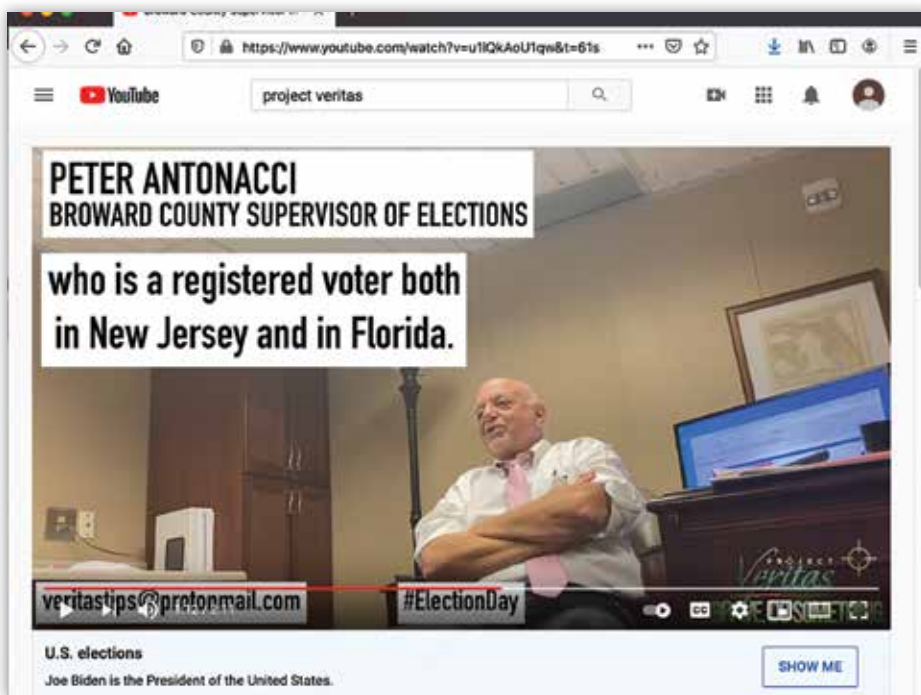 https://www.youtube.com/watch?v=u1lQkAoU1qw&t=61s
YouTube
project veritas
PETER ANTONACCI
BROWARD COUNTY SUPERVISOR OF ELECTIONS
who is a registered voter both
in New Jersey and in Florida.
PROJECT
Veritas
veritastips@protonmail.com
#ElectionDay
CC
U.S. elections
Joe Biden is the President of the United States.
SHOW ME